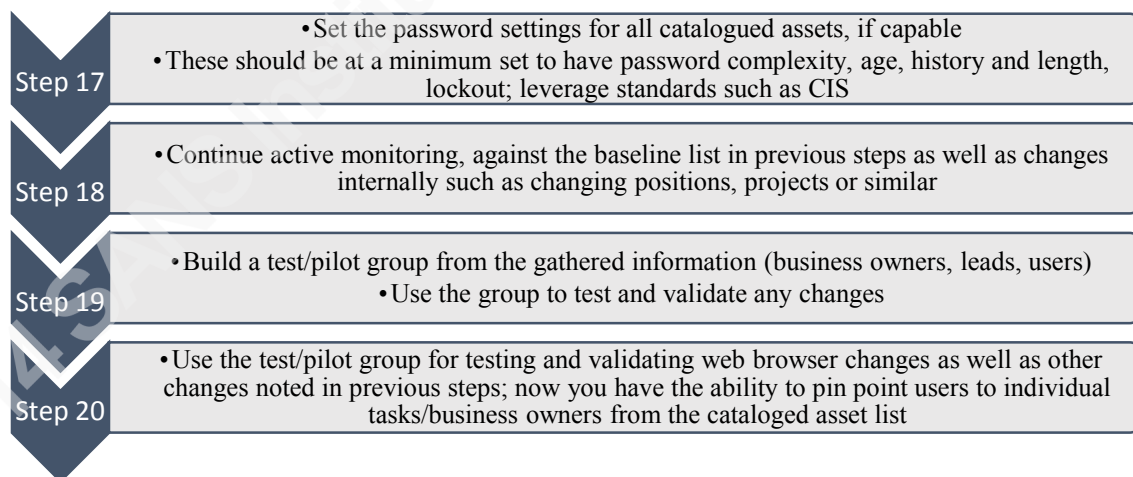 Step 17
•Set the password settings for all catalogued assets, if capable
•These should be at a minimum set to have password complexity, age, history and length,
lockout; leverage standards such as CIS
Step 18
•Continue active monitoring, against the baseline list in previous steps as well as changes
internally such as changing positions, projects or similar
Step 19
•Build a test/pilot group from the gathered information (business owners, leads, users)
•Use the group to test and validate any changes
Step 20
•Use the test/pilot group for testing and validating web browser changes as well as other
changes noted in previous steps; now you have the ability to pin point users to individual
tasks/business owners from the cataloged asset list
4 SANS Insti